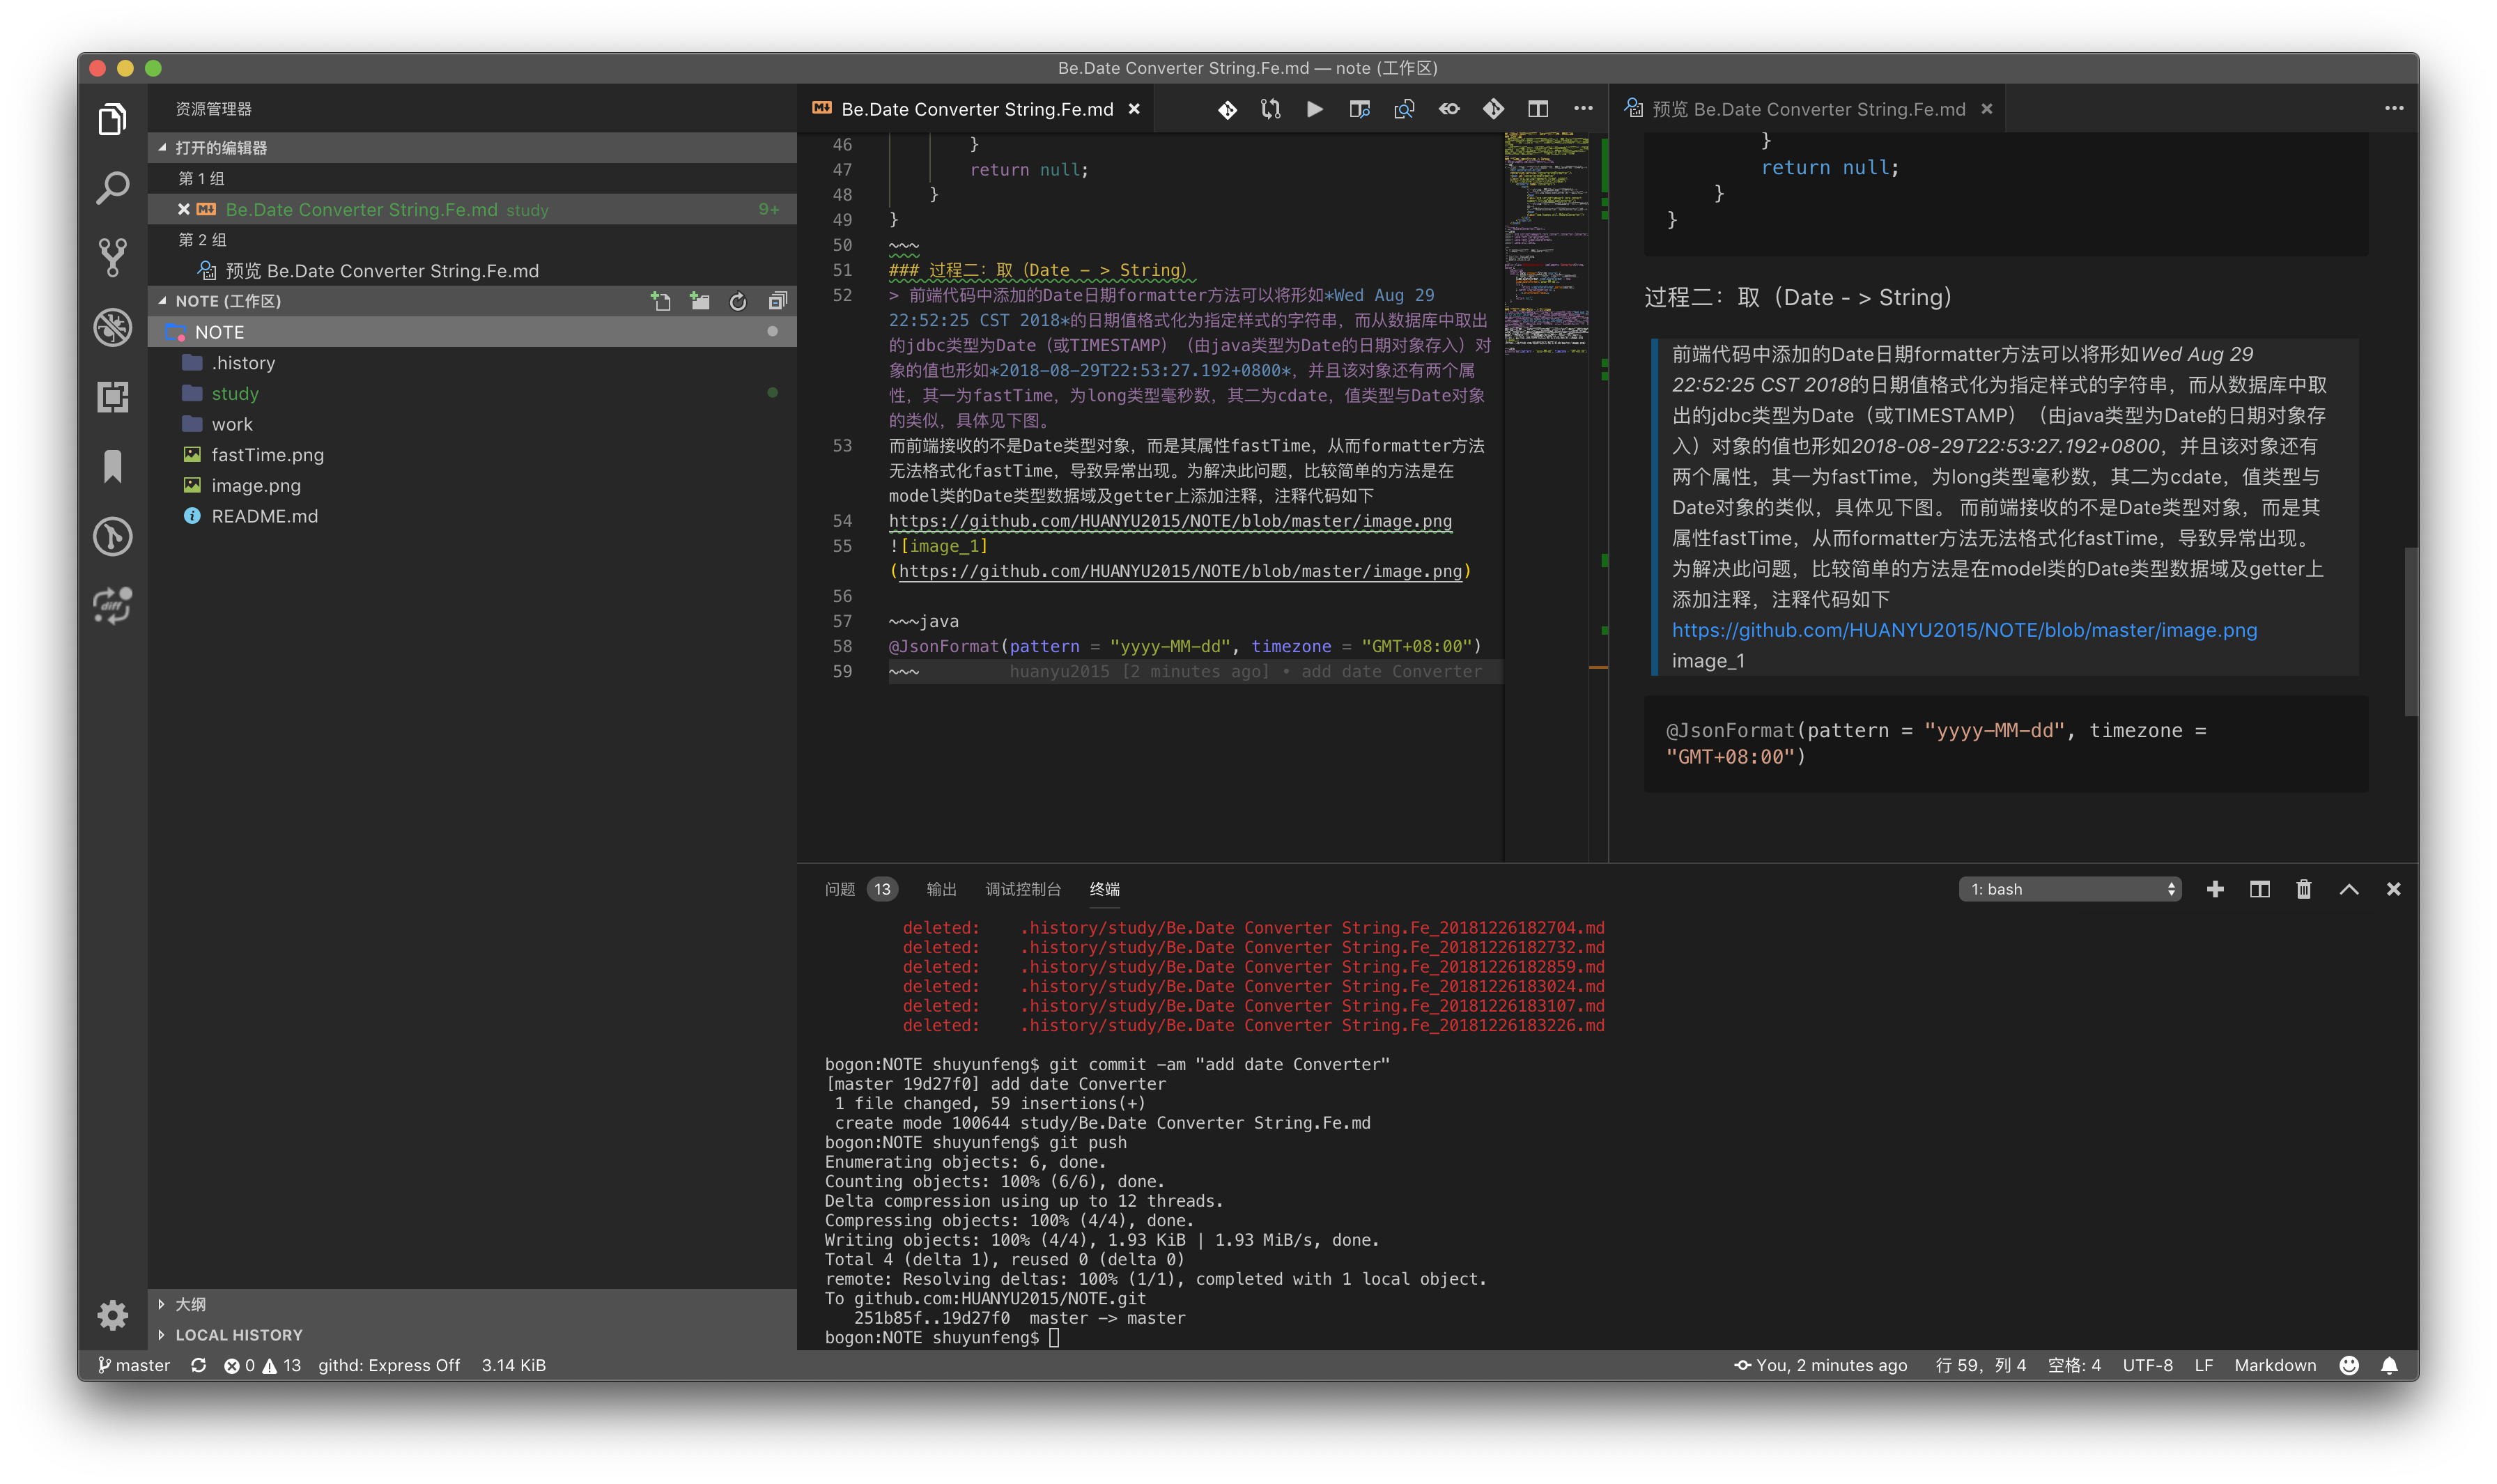 Be.Date Converter String.Fe.md — note (工作区)
资源管理器
打开的编辑器
第 1 组
Be.Date Converter String.Fe.md study 9+
第 2 组
预览 Be.Date Converter String.Fe.md
NOTE (工作区)
NOTE
.history
study
work
fastTime.png
image.png
README.md
大纲
LOCAL HISTORY
diff
Be.Date Converter String.Fe.md
46 }
47 return null;
48 }
49 }
50 ~~~
51 ### 过程二：取（Date - > String）
52 > 前端代码中添加的Date日期formatter方法可以将形如*Wed Aug 29
22:52:25 CST 2018*的日期值格式化为指定样式的字符串，而从数据库中取出
的jdbc类型为Date（或TIMESTAMP）（由java类型为Date的日期对象存入）对
象的值也形如*2018-08-29T22:53:27.192+0800*，并且该对象还有两个属
性，其一为fastTime，为long类型毫秒数，其二为cdate，值类型与Date对象
的类似，具体见下图。
53 而前端接收的不是Date类型对象，而是其属性fastTime，从而formatter方法
无法格式化fastTime，导致异常出现。为解决此问题，比较简单的方法是在
model类的Date类型数据域及getter上添加注释，注释代码如下
54 https://github.com/HUANYU2015/NOTE/blob/master/image.png
55 ![image_1]
(https://github.com/HUANYU2015/NOTE/blob/master/image.png)
56
57 ~~~java
58 @JsonFormat(pattern = "yyyy-MM-dd", timezone = "GMT+08:00")
59 ~~~ huanyu2015 [2 minutes ago] • add date Converter
预览 Be.Date Converter String.Fe.md
}
return null;
}
}
过程二：取（Date - > String）
前端代码中添加的Date日期formatter方法可以将形如Wed Aug 29
22:52:25 CST 2018的日期值格式化为指定样式的字符串，而从数据库中取
出的jdbc类型为Date（或TIMESTAMP）（由java类型为Date的日期对象存
入）对象的值也形如2018-08-29T22:53:27.192+0800，并且该对象还有
两个属性，其一为fastTime，为long类型毫秒数，其二为cdate，值类型与
Date对象的类似，具体见下图。 而前端接收的不是Date类型对象，而是其
属性fastTime，从而formatter方法无法格式化fastTime，导致异常出现。
为解决此问题，比较简单的方法是在model类的Date类型数据域及getter上
添加注释，注释代码如下
https://github.com/HUANYU2015/NOTE/blob/master/image.png
image_1
@JsonFormat(pattern = "yyyy-MM-dd", timezone =
"GMT+08:00")
问题 13 输出 调试控制台 终端 1: bash
deleted: .history/study/Be.Date Converter String.Fe_20181226182704.md
deleted: .history/study/Be.Date Converter String.Fe_20181226182732.md
deleted: .history/study/Be.Date Converter String.Fe_20181226182859.md
deleted: .history/study/Be.Date Converter String.Fe_20181226183024.md
deleted: .history/study/Be.Date Converter String.Fe_20181226183107.md
deleted: .history/study/Be.Date Converter String.Fe_20181226183226.md
bogon:NOTE shuyunfeng$ git commit -am "add date Converter"
[master 19d27f0] add date Converter
1 file changed, 59 insertions(+)
create mode 100644 study/Be.Date Converter String.Fe.md
bogon:NOTE shuyunfeng$ git push
Enumerating objects: 6, done.
Counting objects: 100% (6/6), done.
Delta compression using up to 12 threads.
Compressing objects: 100% (4/4), done.
Writing objects: 100% (4/4), 1.93 KiB | 1.93 MiB/s, done.
Total 4 (delta 1), reused 0 (delta 0)
remote: Resolving deltas: 100% (1/1), completed with 1 local object.
To github.com:HUANYU2015/NOTE.git
251b85f..19d27f0 master -> master
bogon:NOTE shuyunfeng$
master 0 13 githd: Express Off 3.14 KiB You, 2 minutes ago 行 59，列 4 空格: 4 UTF-8 LF Markdown